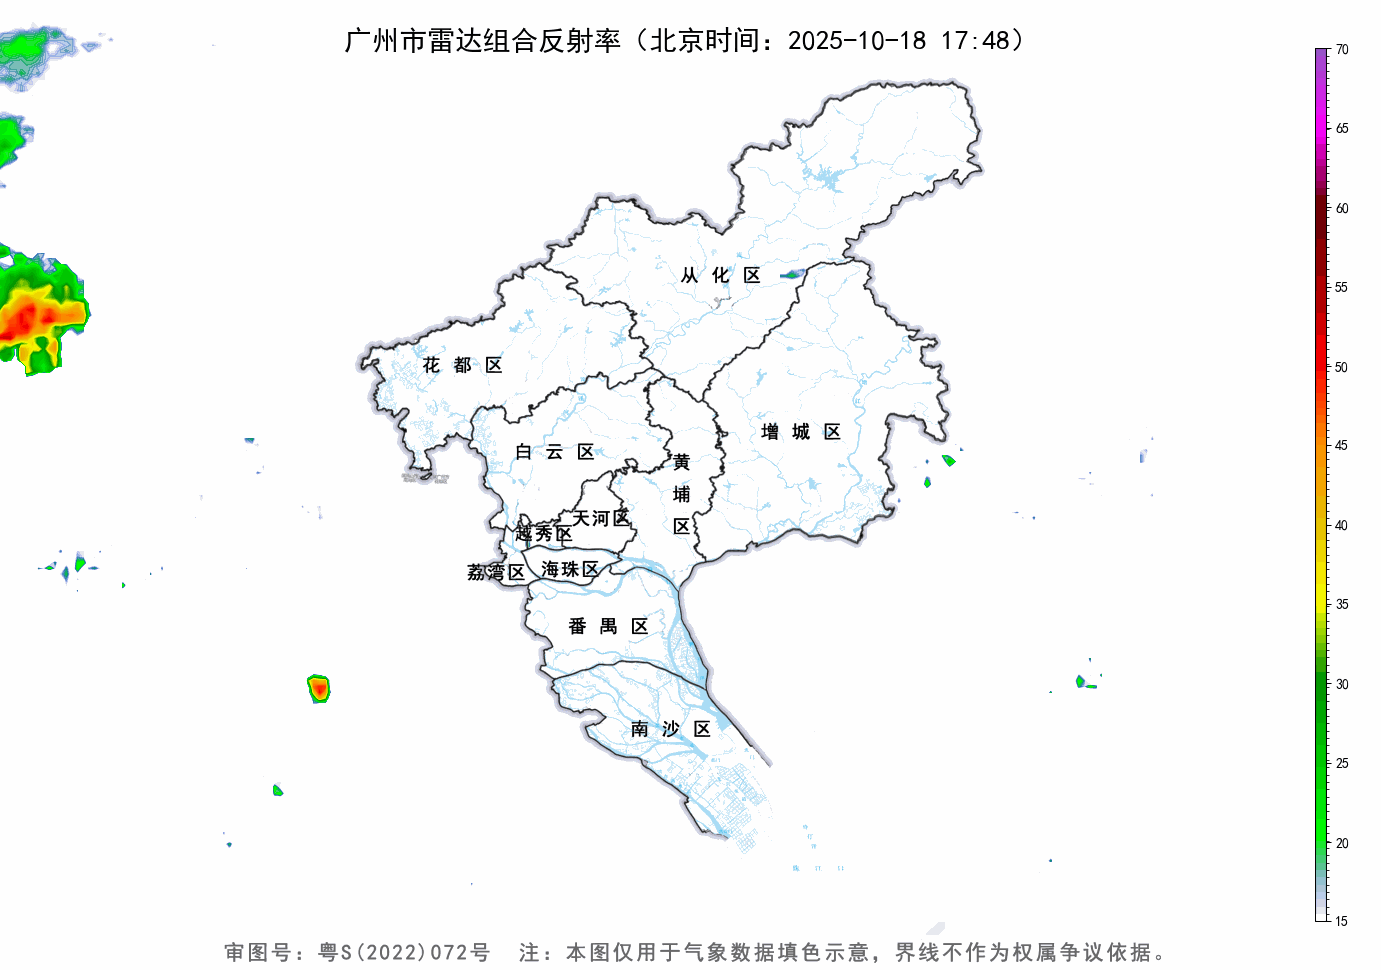 广州市雷达组合反射率（北京时间：2025-10-18 17:48）
70
65
60
55
50
45
40
35
30
25
20
15
从化区
花都区
增城区
白云区
黄埔区
天河区
越秀区
荔湾区
海珠区
番禺区
南沙区
审图号：粤S(2022)072号 注：本图仅用于气象数据填色示意，界线不作为权属争议依据。